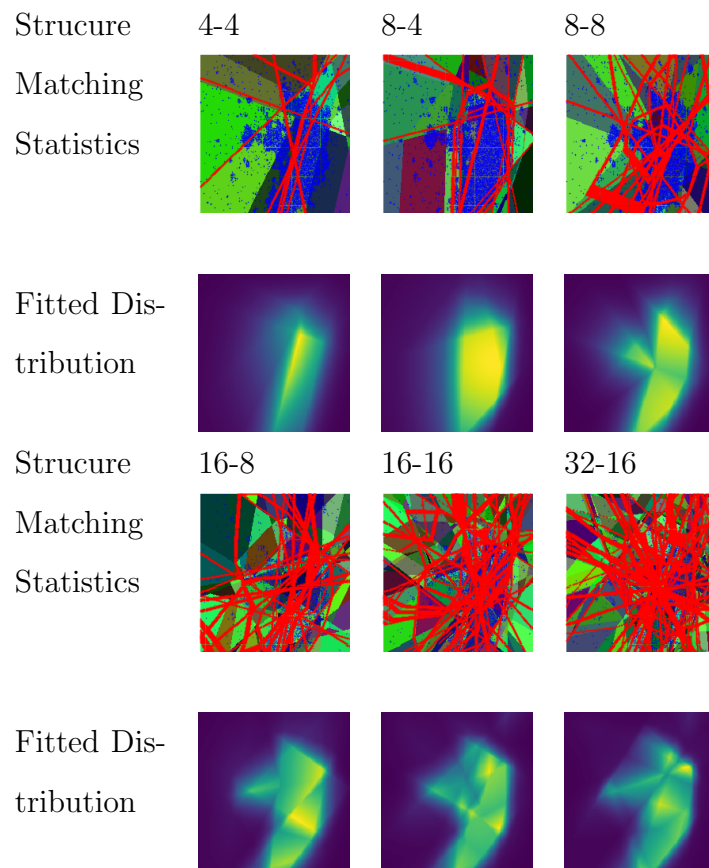 Strucure 4-4 8-4 8-8
Matching
Statistics
Fitted Dis-
tribution
Strucure 16-8 16-16 32-16
Matching
Statistics
Fitted Dis-
tribution